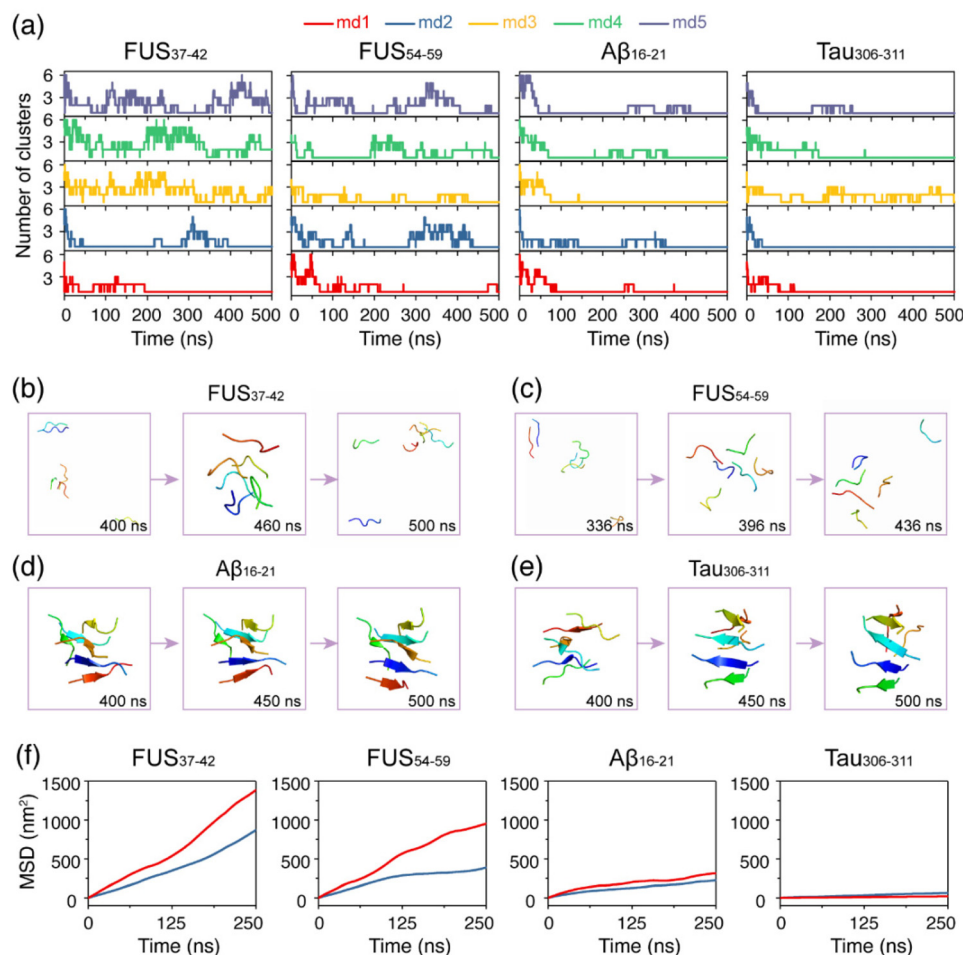 (a)
md1 md2 md3 md4 md5
FUS37-42 FUS54-59 Aβ16-21 Tau306-311
Number of clusters
6
3
6
3
6
3
6
3
6
3
0 100 200 300 400 500 0 100 200 300 400 500 0 100 200 300 400 500 0 100 200 300 400 500
Time (ns) Time (ns) Time (ns) Time (ns)
(b) FUS37-42
400 ns 460 ns 500 ns
(c) FUS54-59
336 ns 396 ns 436 ns
(d) Aβ16-21
400 ns 450 ns 500 ns
(e) Tau306-311
400 ns 450 ns 500 ns
(f)
FUS37-42 FUS54-59 Aβ16-21 Tau306-311
MSD (nm²)
1500 1500 1500 1500
1000 1000 1000 1000
500 500 500 500
0 0 0 0
0 125 250 0 125 250 0 125 250 0 125 250
Time (ns) Time (ns) Time (ns) Time (ns)